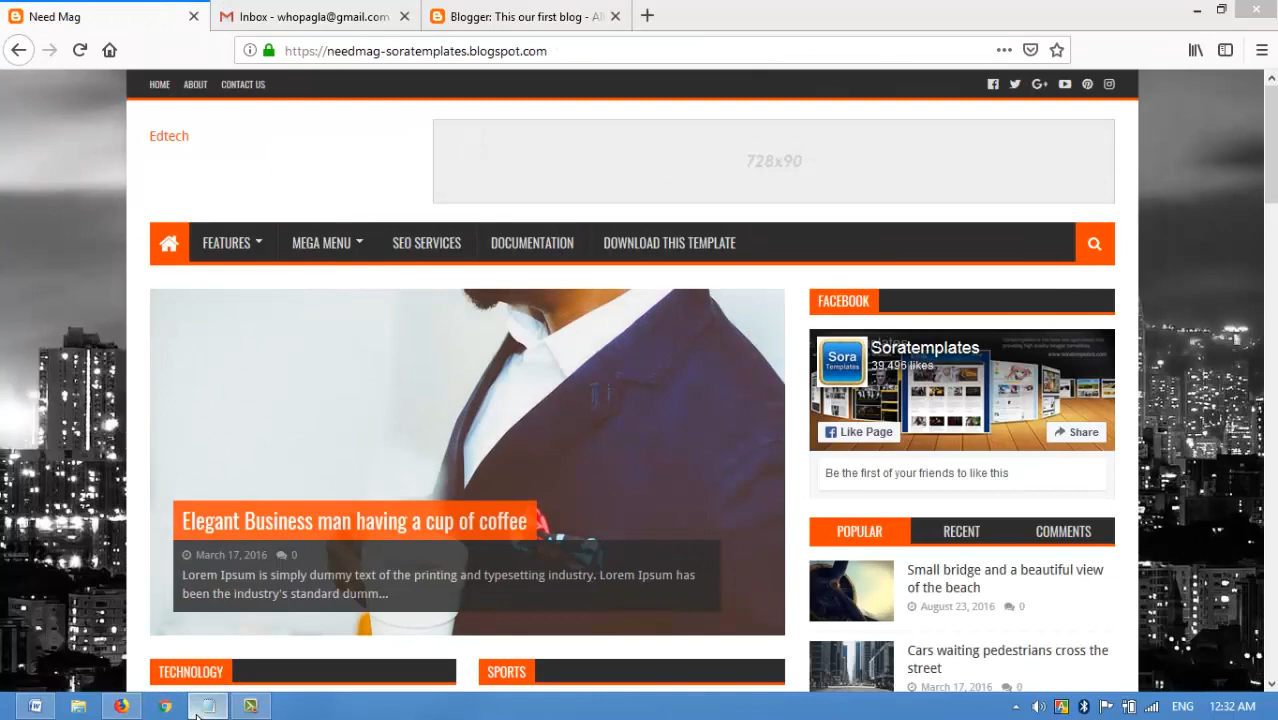 Need Mag
Inbox - whopagla@gmail.com
Blogger: This our first blog - Al
https://needmag-soratemplates.blogspot.com
HOME ABOUT CONTACT US
Edtech
728x90
FEATURES MEGA MENU SEO SERVICES DOCUMENTATION DOWNLOAD THIS TEMPLATE
FACEBOOK
Sora Templates
Soratemplates
39,496 likes
Like Page
Share
Be the first of your friends to like this
Elegant Business man having a cup of coffee
March 17, 2016 0
Lorem Ipsum is simply dummy text of the printing and typesetting industry. Lorem Ipsum has
been the industry's standard dumm...
POPULAR RECENT COMMENTS
Small bridge and a beautiful view
of the beach
August 23, 2016 0
Cars waiting pedestrians cross the
street
March 17, 2016 0
TECHNOLOGY
SPORTS
ENG 12:32 AM